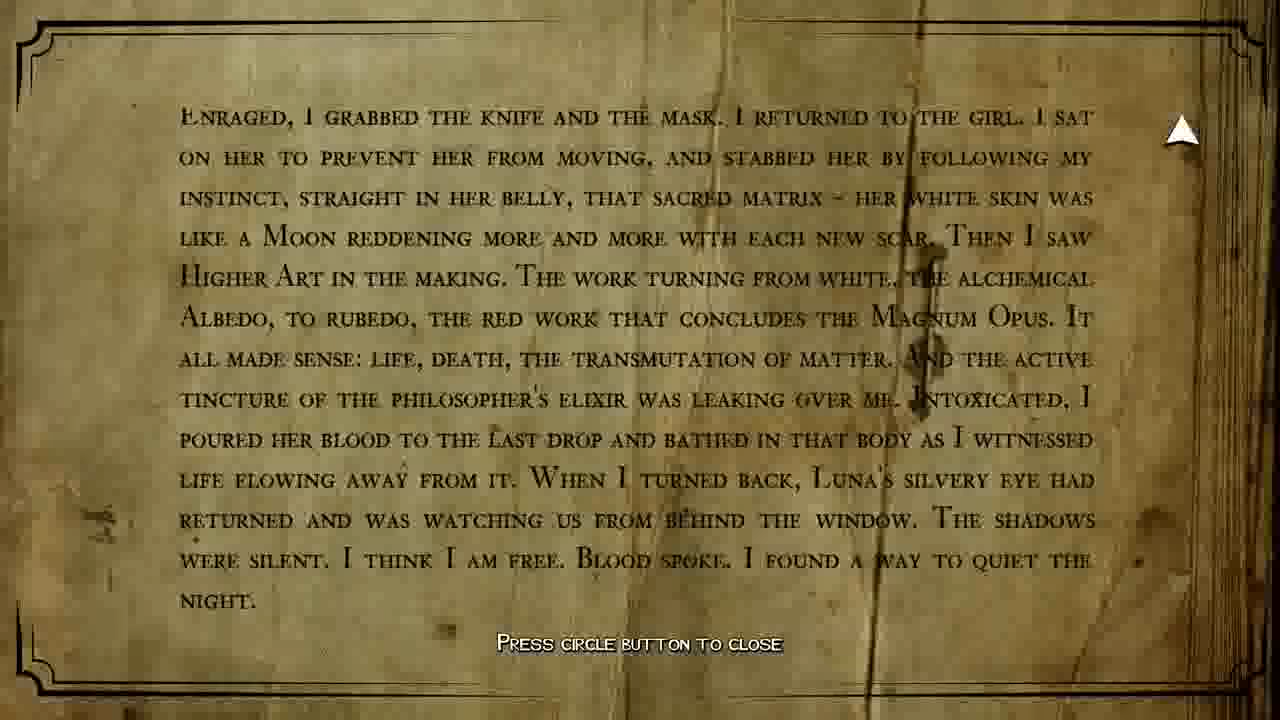 Enraged, I grabbed the knife and the mask. I returned to the girl. I sat
on her to prevent her from moving, and stabbed her by following my
instinct, straight in her belly, that sacred matrix - her white skin was
like a Moon reddening more and more with each new scar. Then I saw
Higher Art in the making. The work turning from white, the alchemical
Albedo, to rubedo, the red work that concludes the Magnum Opus. It
all made sense: life, death, the transmutation of matter. And the active
tincture of the philosopher's elixir was leaking over me. Intoxicated, I
poured her blood to the last drop and bathed in that body as I witnessed
life flowing away from it. When I turned back, Luna's silvery eye had
returned and was watching us from behind the window. The shadows
were silent. I think I am free. Blood spoke. I found a way to quiet the
night.
Press circle button to close